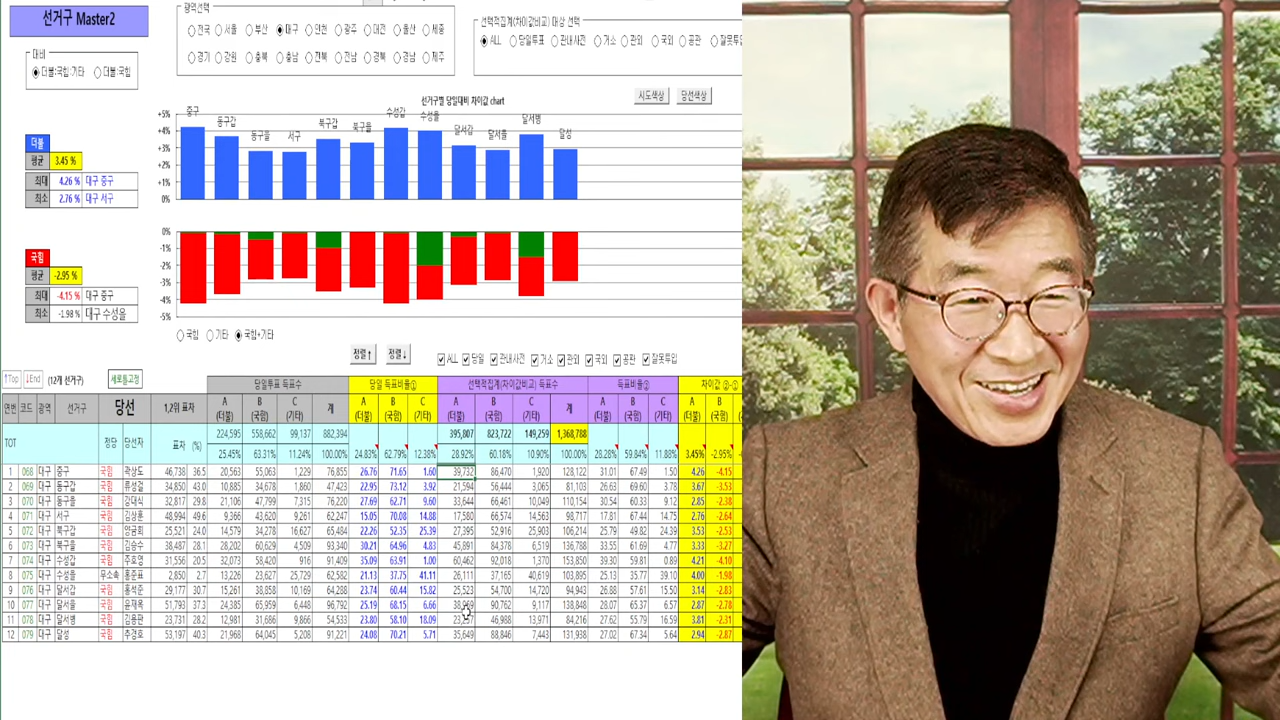 선거구 Master2
광역선택
전국 서울 부산 대구 인천 광주 대전 울산 세종
경기 강원 충북 충남 전북 전남 경북 경남 제주
선택적집계(차이값비교) 대상 선택
ALL 당일투표 관내사전 거소 관외 국외 공관 잘못투입
대비
더불:국힘:기타 더불:국힘
시도색상 당선색상
선거구별 당일대비 차이값 chart
중구 동구갑 동구을 서구 북구갑 북구을 수성갑 수성을 달서갑 달서을 달서병 달성
+5%
+4%
+3%
+2%
+1%
0%
더불
평균 3.45 %
최대 4.26 % 대구 중구
최소 2.76 % 대구 서구
0%
-1%
-2%
-3%
-4%
-5%
국힘
평균 -2.95 %
최대 -4.15 % 대구 중구
최소 -1.98 % 대구 수성을
국힘 기타 국힘+기타
정렬↑ 정렬↓
ALL 당일 관내사전 거소 관외 국외 공관 잘못투입
↑Top ↓End (12개 선거구) 세로틀고정
당일투표 득표수 당일 득표비율① 선택적집계(차이값비교) 득표수 득표비율② 차이값 ②-①
연번 코드 광역 선거구 당선 1,2위 표차 A B C 계 A B C A B C 계 A B C A B
(더불) (국힘) (기타) (더불) (국힘) (기타) (더불) (국힘) (기타) (더불) (국힘) (기타) (더불) (국힘)
TOT 정당 당선자 표차 (%) 224,595 558,662 99,137 882,394 395,807 823,722 149,259 1,368,788
25.45% 63.31% 11.24% 100.00% 24.83% 62.79% 12.38% 28.92% 60.18% 10.90% 100.00% 28.28% 59.84% 11.88% 3.45% -2.95%
1 068 대구 중구 국힘 곽상도 46,738 36.5 20,563 55,063 1,229 76,855 26.76 71.65 1.60 39,732 86,470 1,920 128,122 31.01 67.49 1.50 4.26 -4.15
2 069 대구 동구갑 국힘 류성걸 34,850 43.0 10,885 34,678 1,860 47,423 22.95 73.12 3.92 21,594 56,444 3,065 81,103 26.63 69.60 3.78 3.67 -3.53
3 070 대구 동구을 국힘 강대식 32,817 29.8 21,106 47,799 7,315 76,220 27.69 62.71 9.60 33,644 66,461 10,049 110,154 30.54 60.33 9.12 2.85 -2.38
4 071 대구 서구 국힘 김상훈 48,994 49.6 9,366 43,620 9,261 62,247 15.05 70.08 14.88 17,580 66,574 14,563 98,717 17.81 67.44 14.75 2.76 -2.64
5 072 대구 북구갑 국힘 양금희 25,521 24.0 14,579 34,278 16,627 65,484 22.26 52.35 25.39 27,395 52,916 25,903 106,214 25.79 49.82 24.39 3.53 -2.53
6 073 대구 북구을 국힘 김승수 38,487 28.1 28,202 60,629 4,509 93,340 30.21 64.96 4.83 45,891 84,378 6,519 136,788 33.55 61.69 4.77 3.33 -3.27
7 074 대구 수성갑 국힘 주호영 31,556 20.5 32,073 58,420 916 91,409 35.09 63.91 1.00 60,462 92,018 1,370 153,850 39.30 59.81 0.89 4.21 -4.10
8 075 대구 수성을 무소속 홍준표 2,850 2.7 13,226 23,627 25,729 62,582 21.13 37.75 41.11 26,111 37,165 40,619 103,895 25.13 35.77 39.10 4.00 -1.98
9 076 대구 달서갑 국힘 홍석준 29,177 30.7 15,261 38,858 10,169 64,288 23.74 60.44 15.82 25,523 54,700 14,720 94,943 26.88 57.61 15.50 3.14 -2.83
10 077 대구 달서을 국힘 윤재옥 51,793 37.3 24,385 65,959 6,448 96,792 25.19 68.15 6.66 90,762 9,117 138,848 28.07 65.37 6.57 2.87 -2.78
11 078 대구 달서병 국힘 김용판 23,731 28.2 12,981 31,686 9,866 54,533 23.80 58.10 18.09 46,988 13,971 84,216 27.62 55.79 16.59 3.81 -2.31
12 079 대구 달성 국힘 추경호 53,197 40.3 21,968 64,045 5,208 91,221 24.08 70.21 5.71 35,649 88,846 7,443 131,938 27.02 67.34 5.64 2.94 -2.87